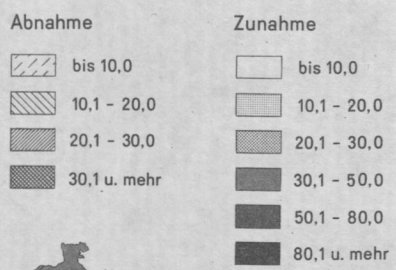 Abnahme
bis 10,0
10,1 – 20,0
20,1 – 30,0
30,1 u. mehr
Zunahme
bis 10,0
10,1 – 20,0
20,1 – 30,0
30,1 – 50,0
50,1 – 80,0
80,1 u. mehr